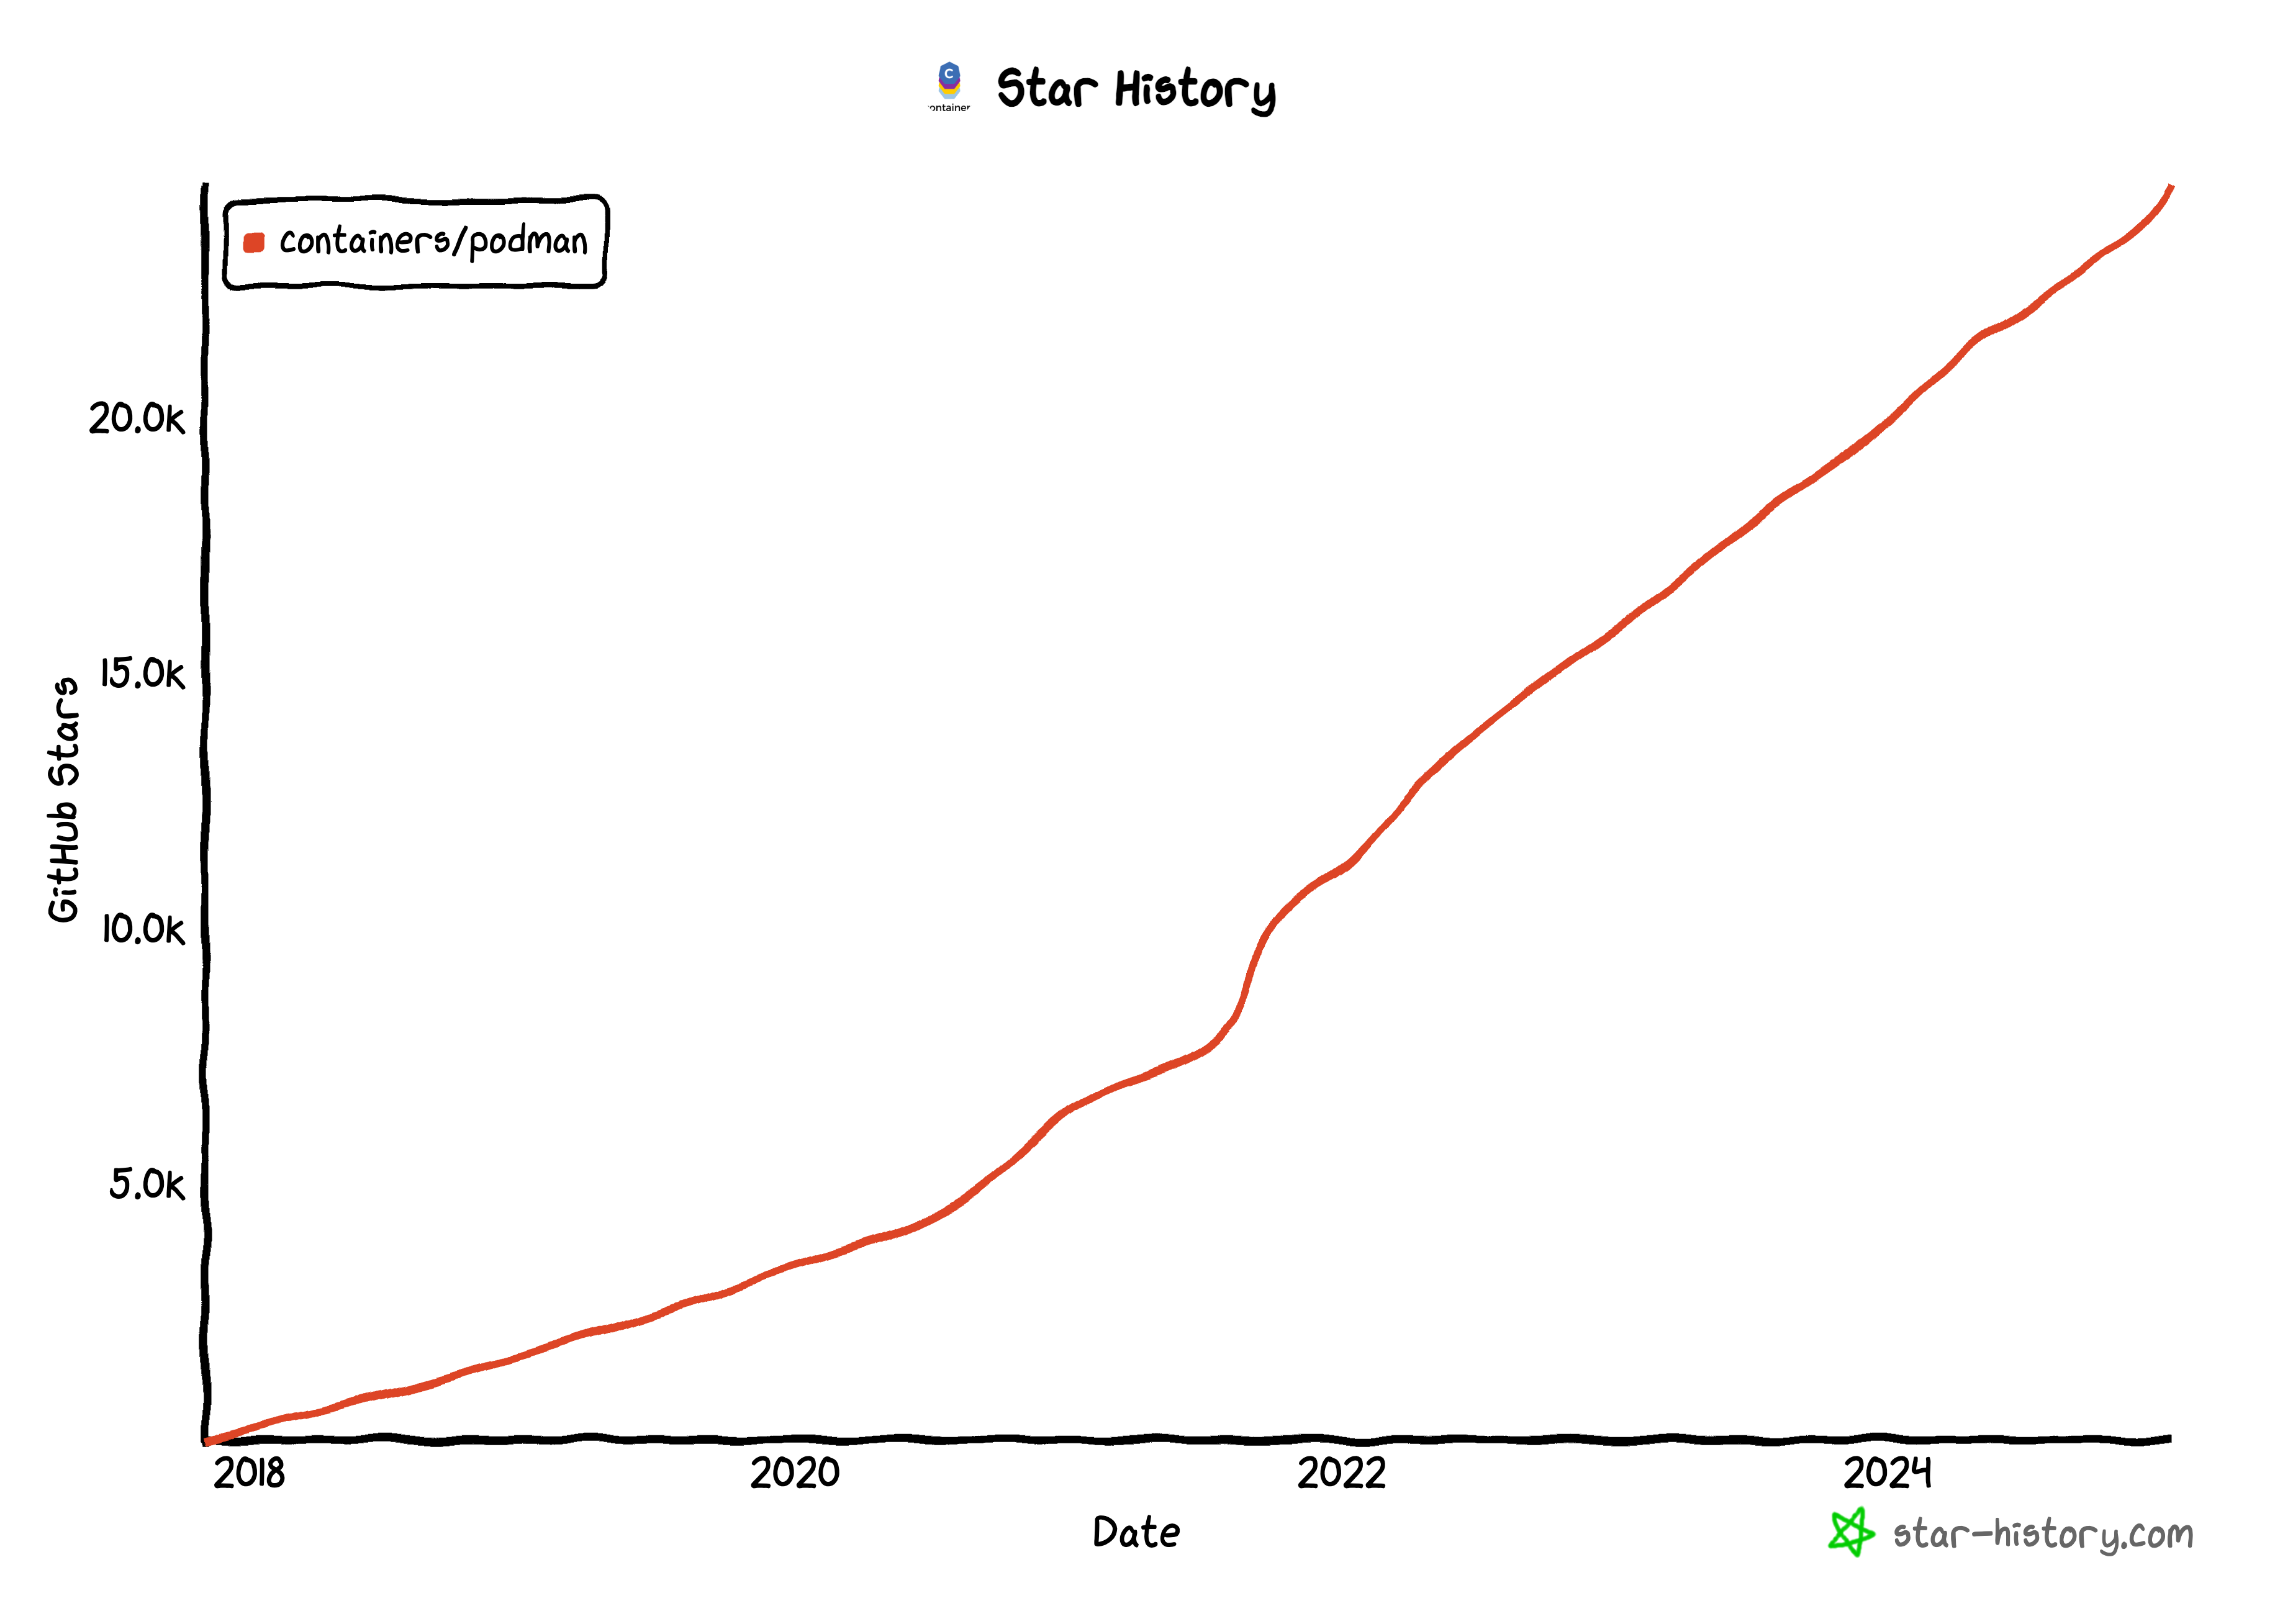 ontainer
Star History
containers/podman
20.0K
15.0K
10.0K
5.0K
GitHub Stars
2018
2020
2022
2024
Date
star-history.com